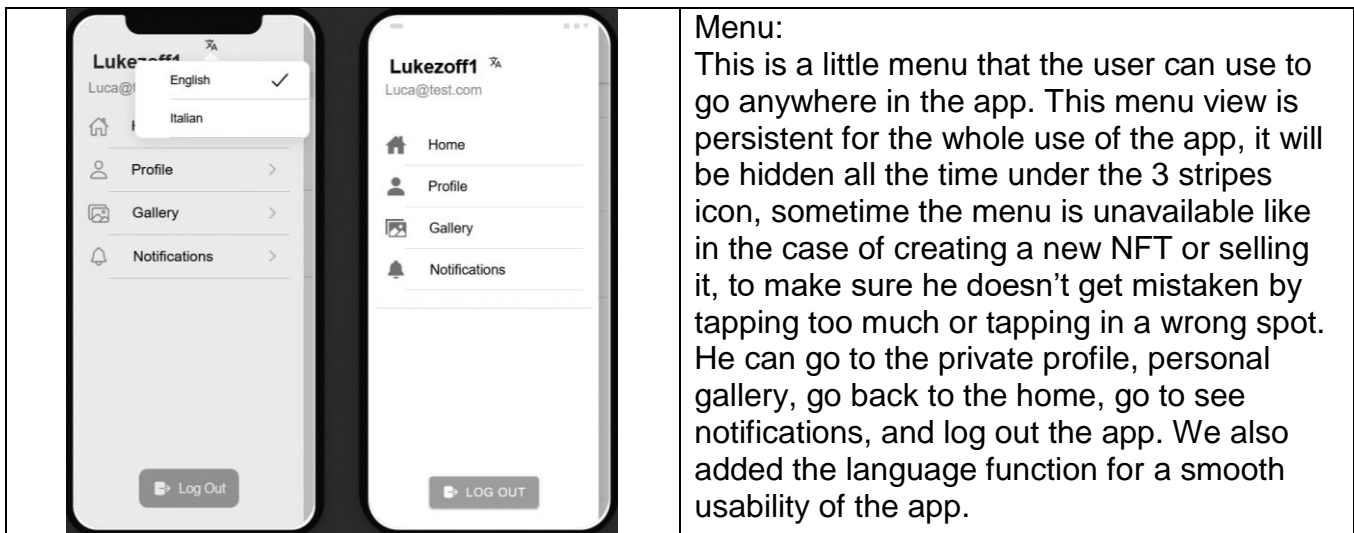 Lukezoff1
Luca@t
English
Italian
Profile
Gallery
Notifications
Log Out
Lukezoff1
Luca@test.com
Home
Profile
Gallery
Notifications
LOG OUT
Menu:
This is a little menu that the user can use to
go anywhere in the app. This menu view is
persistent for the whole use of the app, it will
be hidden all the time under the 3 stripes
icon, sometime the menu is unavailable like
in the case of creating a new NFT or selling
it, to make sure he doesn’t get mistaken by
tapping too much or tapping in a wrong spot.
He can go to the private profile, personal
gallery, go back to the home, go to see
notifications, and log out the app. We also
added the language function for a smooth
usability of the app.